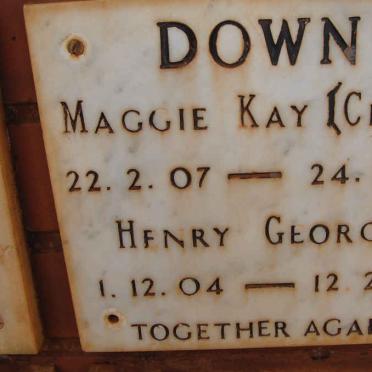 DOWN
MAGGIE KAY (C
22. 2. 07 — 24.
HENRY GEORG
1. 12. 04 — 12. 2
TOGETHER AGA